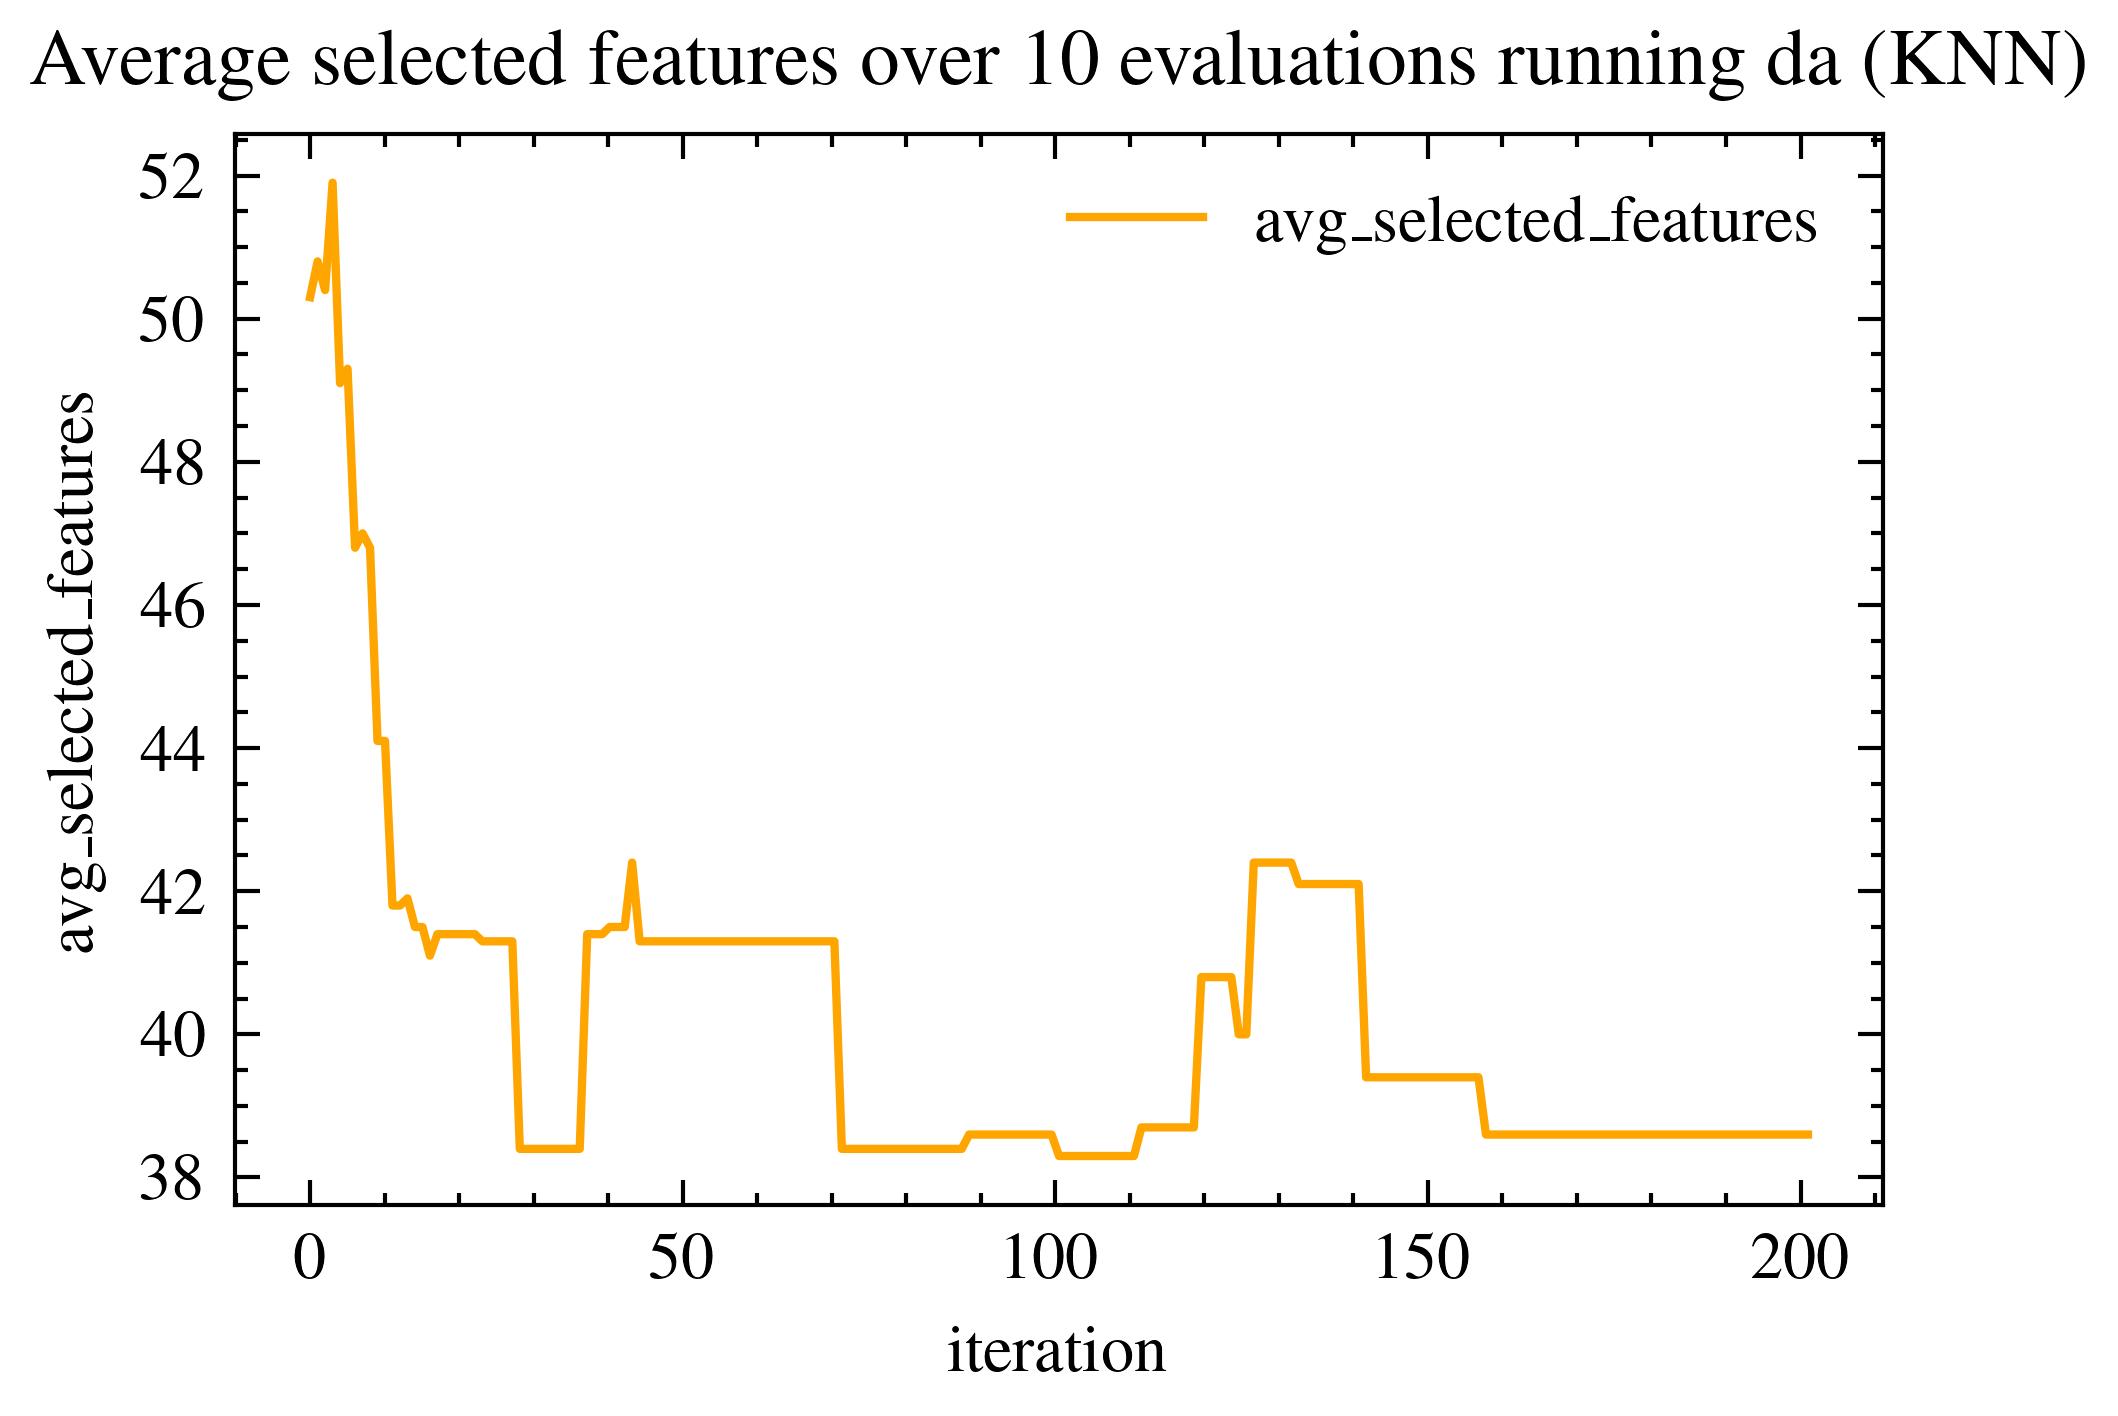 Average selected features over 10 evaluations running da (KNN)
avg_selected_features
52
50
48
46
44
42
40
38
avg_selected_features
0 50 100 150 200
iteration